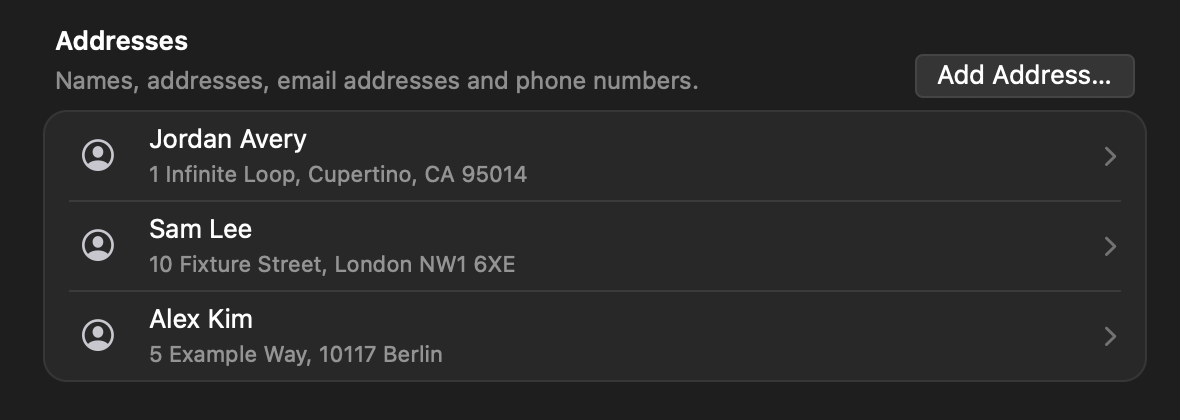 Addresses
Names, addresses, email addresses and phone numbers.
Add Address...
Jordan Avery
1 Infinite Loop, Cupertino, CA 95014
Sam Lee
10 Fixture Street, London NW1 6XE
Alex Kim
5 Example Way, 10117 Berlin